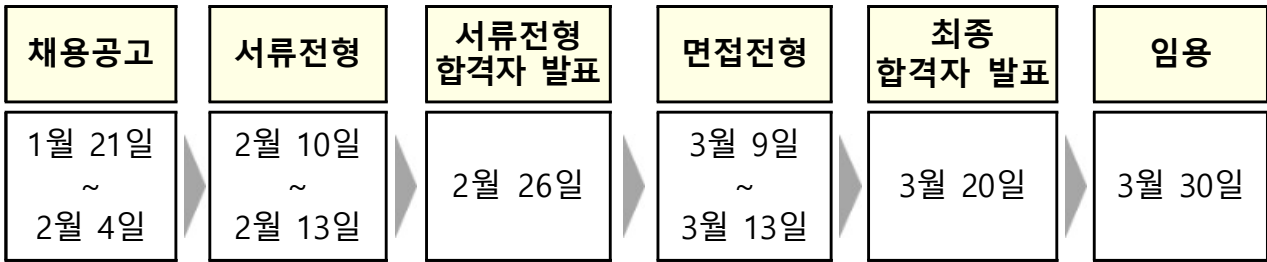 채용공고
서류전형
서류전형
합격자 발표
면접전형
최종
합격자 발표
임용
1월 21일
~
2월 4일
2월 10일
~
2월 13일
2월 26일
3월 9일
~
3월 13일
3월 20일
3월 30일